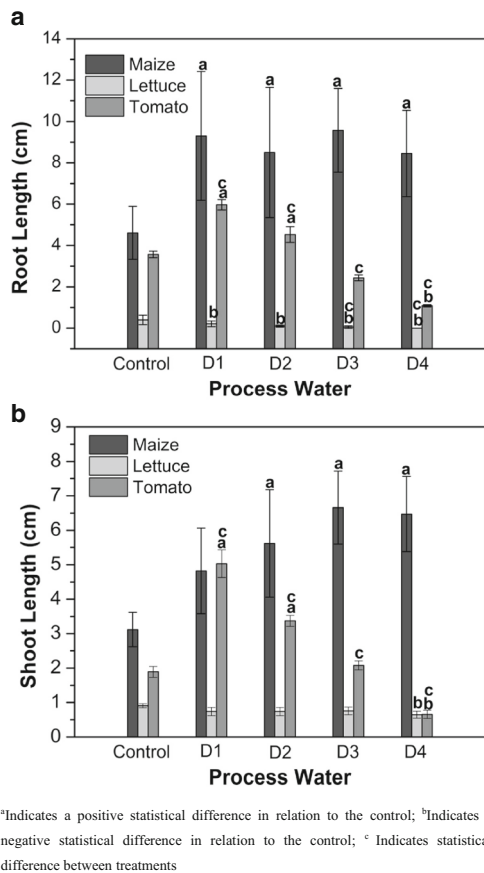 a
14
12
10
8
6
4
2
0
Root Length (cm)
Maize
Lettuce
Tomato
a
a
a
a
c
a
c
a
c
c
b
b
b
c
b
c
b
Control
D1
D2
D3
D4
Process Water
b
9
8
7
6
5
4
3
2
1
0
Shoot Length (cm)
Maize
Lettuce
Tomato
c
a
a
c
a
a
c
a
b
c
b
Control
D1
D2
D3
D4
Process Water
aIndicates a positive statistical difference in relation to the control; bIndicates
negative statistical difference in relation to the control; c Indicates
difference between treatments